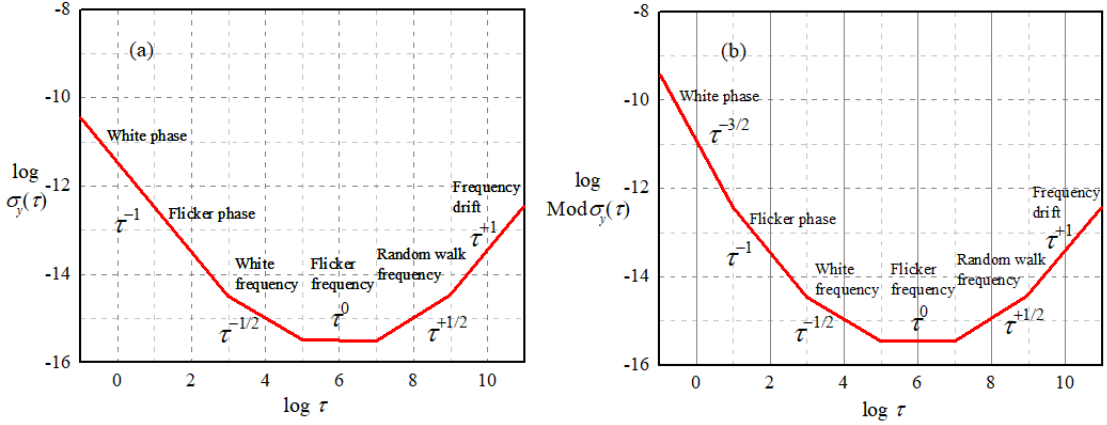 -8
-10
-12
-14
-16
log
σ_y(τ)
(a)
White phase
τ^−1
Flicker phase
White
frequency
τ^−1/2
Flicker
frequency
τ^0
Random walk
frequency
τ^+1/2
Frequency
drift
τ^+1
0 2 4 6 8 10
log τ
-8
-10
-12
-14
-16
log
Mod σ_y(τ)
(b)
White phase
τ^−3/2
Flicker phase
τ^−1
White
frequency
τ^−1/2
Flicker
frequency
τ^0
Random walk
frequency
τ^+1/2
Frequency
drift
τ^+1
0 2 4 6 8 10
log τ